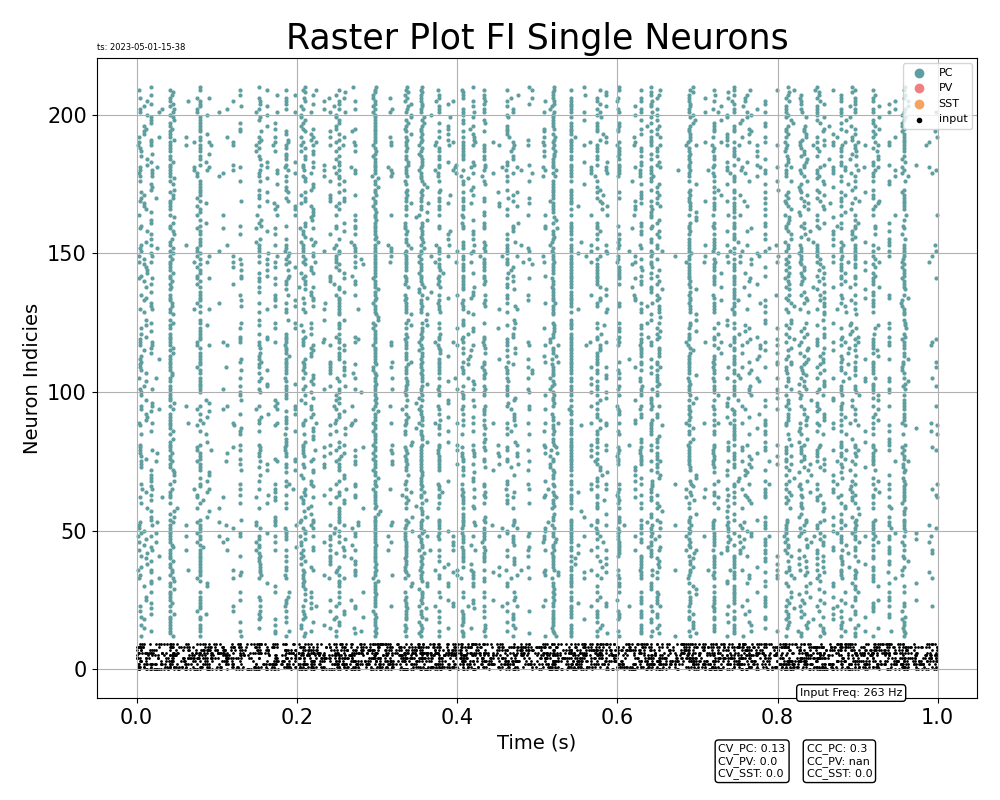 Raster Plot FI Single Neurons
ts: 2023-05-01-15-38
PC
PV
SST
input
200
150
100
50
0
Neuron Indicies
0.0 0.2 0.4 0.6 0.8 1.0
Input Freq: 263 Hz
Time (s)
CV_PC: 0.13
CV_PV: 0.0
CV_SST: 0.0
CC_PC: 0.3
CC_PV: nan
CC_SST: 0.0